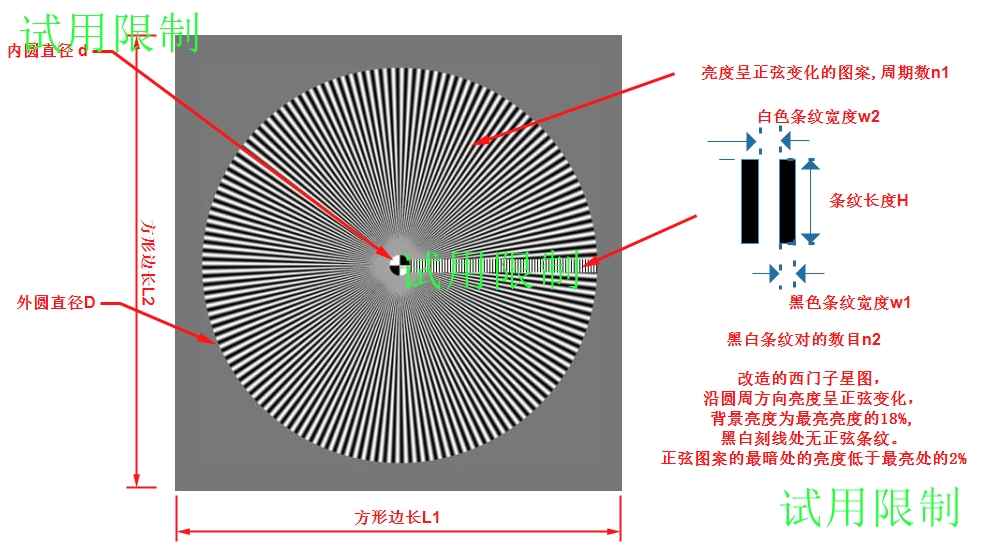 试用限制
内圆直径 d
亮度呈正弦变化的图案,周期数n1
白色条纹宽度w2
条纹长度H
方形边长L2
试用限制
外圆直径D
黑色条纹宽度w1
黑白条纹对的数目n2
改造的西门子星图，
沿圆周方向亮度呈正弦变化，
背景亮度为最亮亮度的18%,
黑白刻线处无正弦条纹。
正弦图案的最暗处的亮度低于最亮处的2%
方形边长L1
试用限制